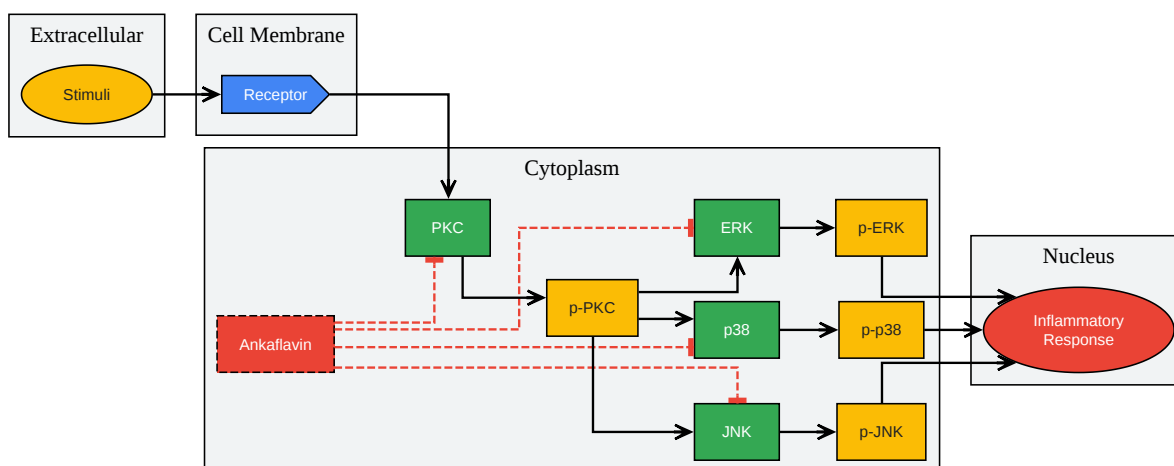 Extracellular
Cell Membrane
Stimuli
Receptor
Cytoplasm
PKC
ERK
p-ERK
Nucleus
p-PKC
Ankaflavin
p38
p-p38
Inflammatory
Response
JNK
p-JNK